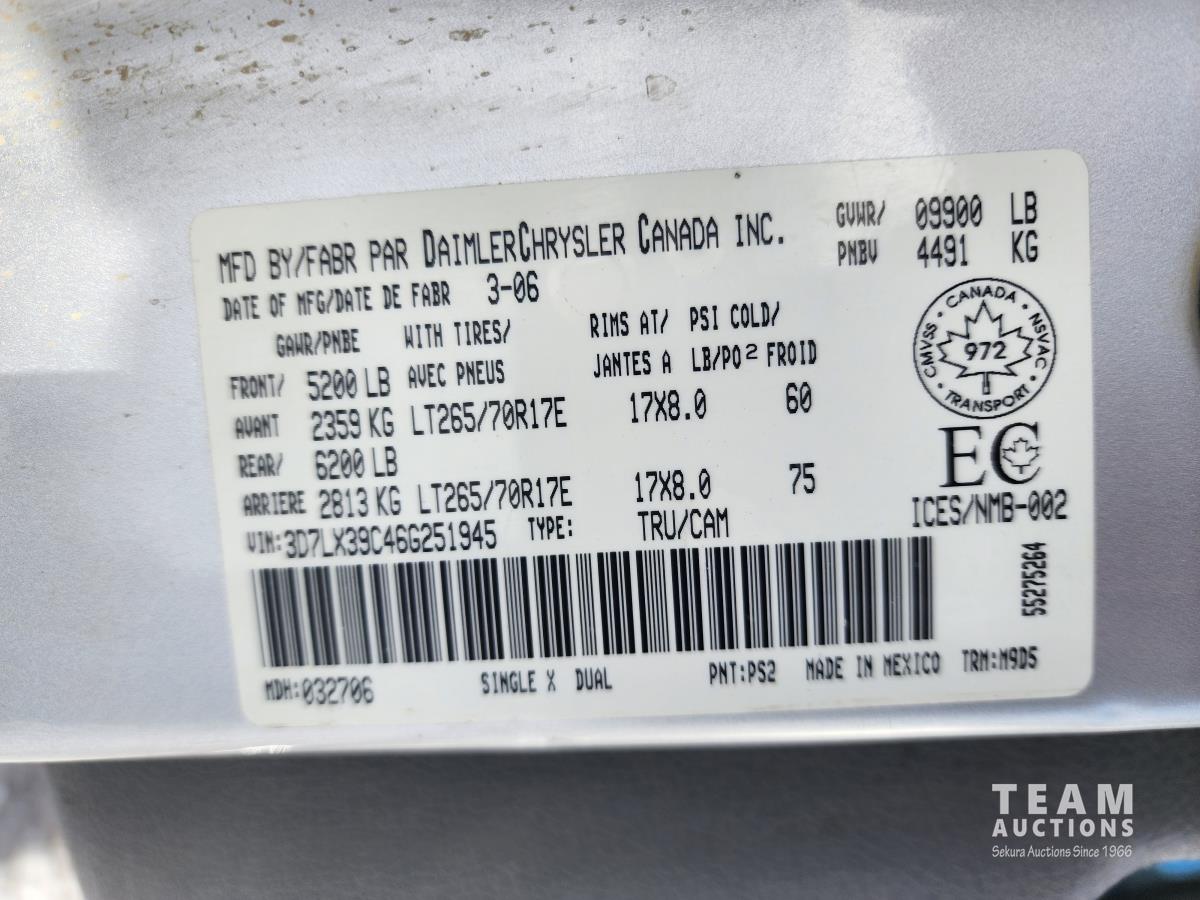 MFD BY/FABR PAR DAIMLERCHRYSLER CANADA INC.
GVWR/ 09900 LB
PNBV 4491 KG
DATE OF MFG/DATE DE FABR 3-06
GAWR/PNBE WITH TIRES/ RIMS AT/ PSI COLD/
AVEC PNEUS JANTES A LB/PO² FROID
FRONT/ 5200 LB
AVANT 2359 KG LT265/70R17E 17X8.0 60
REAR/ 6200 LB
ARRIERE 2813 KG LT265/70R17E 17X8.0 75
VIN:3D7LX39C46G251945 TYPE: TRU/CAM
CANADA · NSVAC · TRANSPORT · CMVSS ·
972
EC
ICES/NMB-002
55275264
MDH:032706 SINGLE X DUAL PNT:PS2 MADE IN MEXICO TRM:M9D5
TEAM
AUCTIONS
Sekura Auctions Since 1966